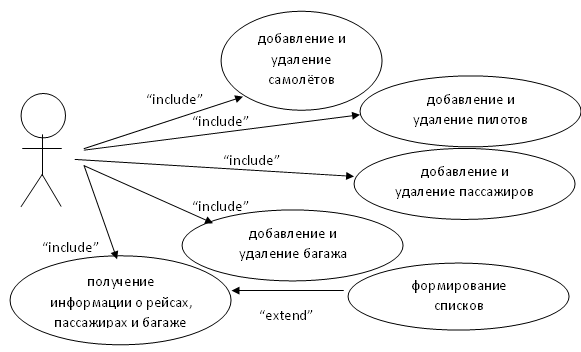 добавление и
удаление
самолётов
“include”
добавление и
удаление пилотов
“include”
“include”
добавление и
удаление пассажиров
“include”
добавление и
удаление багажа
“include”
получение
информации о рейсах,
пассажирах и багаже
формирование
списков
“extend”